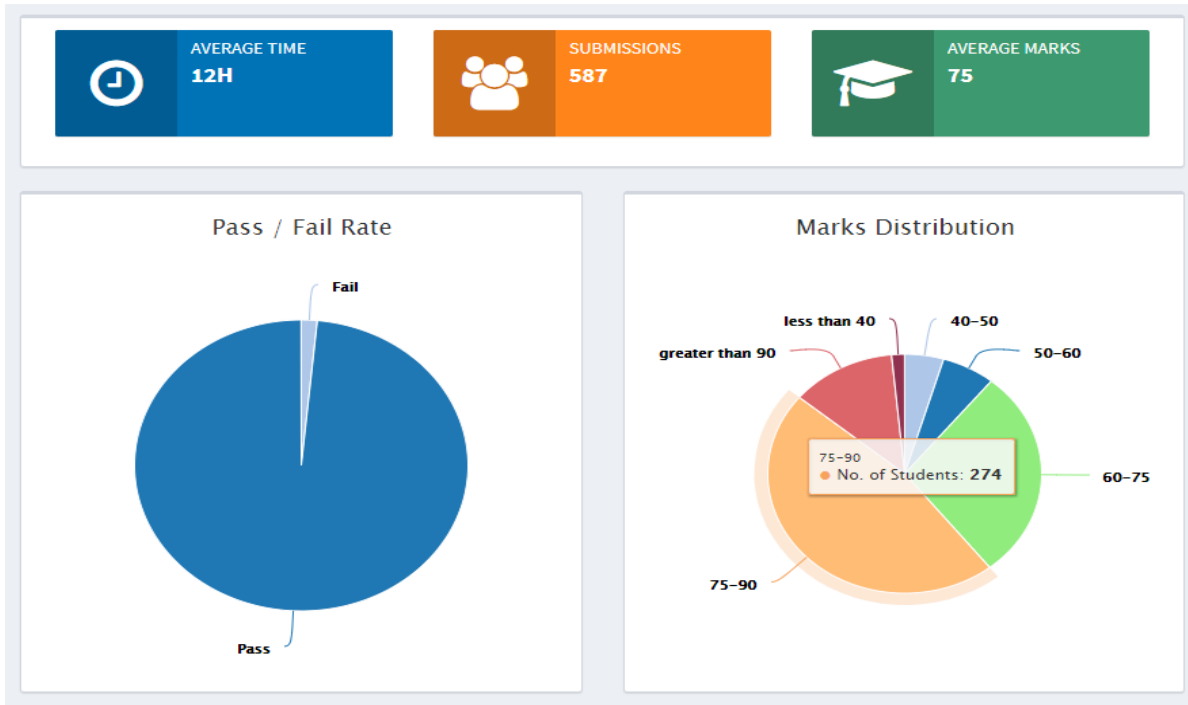 AVERAGE TIME
12H
SUBMISSIONS
587
AVERAGE MARKS
75
Pass / Fail Rate
Fail
Pass
Marks Distribution
less than 40
40-50
greater than 90
50-60
75-90
No. of Students: 274
60-75
75-90